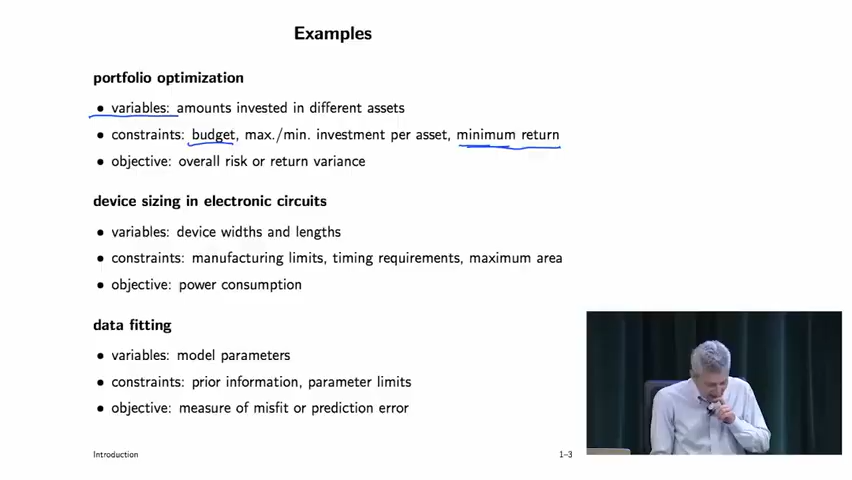 Examples
portfolio optimization
• variables: amounts invested in different assets
• constraints: budget, max./min. investment per asset, minimum return
• objective: overall risk or return variance
device sizing in electronic circuits
• variables: device widths and lengths
• constraints: manufacturing limits, timing requirements, maximum area
• objective: power consumption
data fitting
• variables: model parameters
• constraints: prior information, parameter limits
• objective: measure of misfit or prediction error
Introduction 1–3